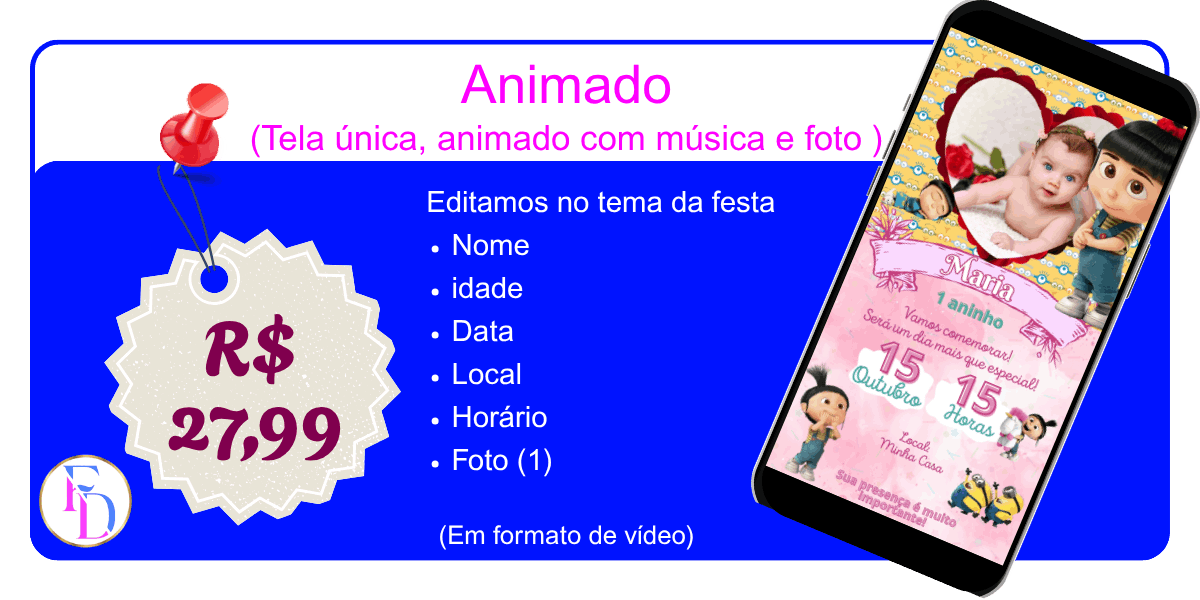 Animado
(Tela única, animado com música e foto )
Editamos no tema da festa
• Nome
• idade
• Data
• Local
• Horário
• Foto (1)
(Em formato de vídeo)
R$
27,99
FD
Maria
1 aninho
Vamos comemorar!
Será um dia mais que especial!
15
Outubro
15
Horas
Local:
Minha Casa
Sua presença é muito
importante!